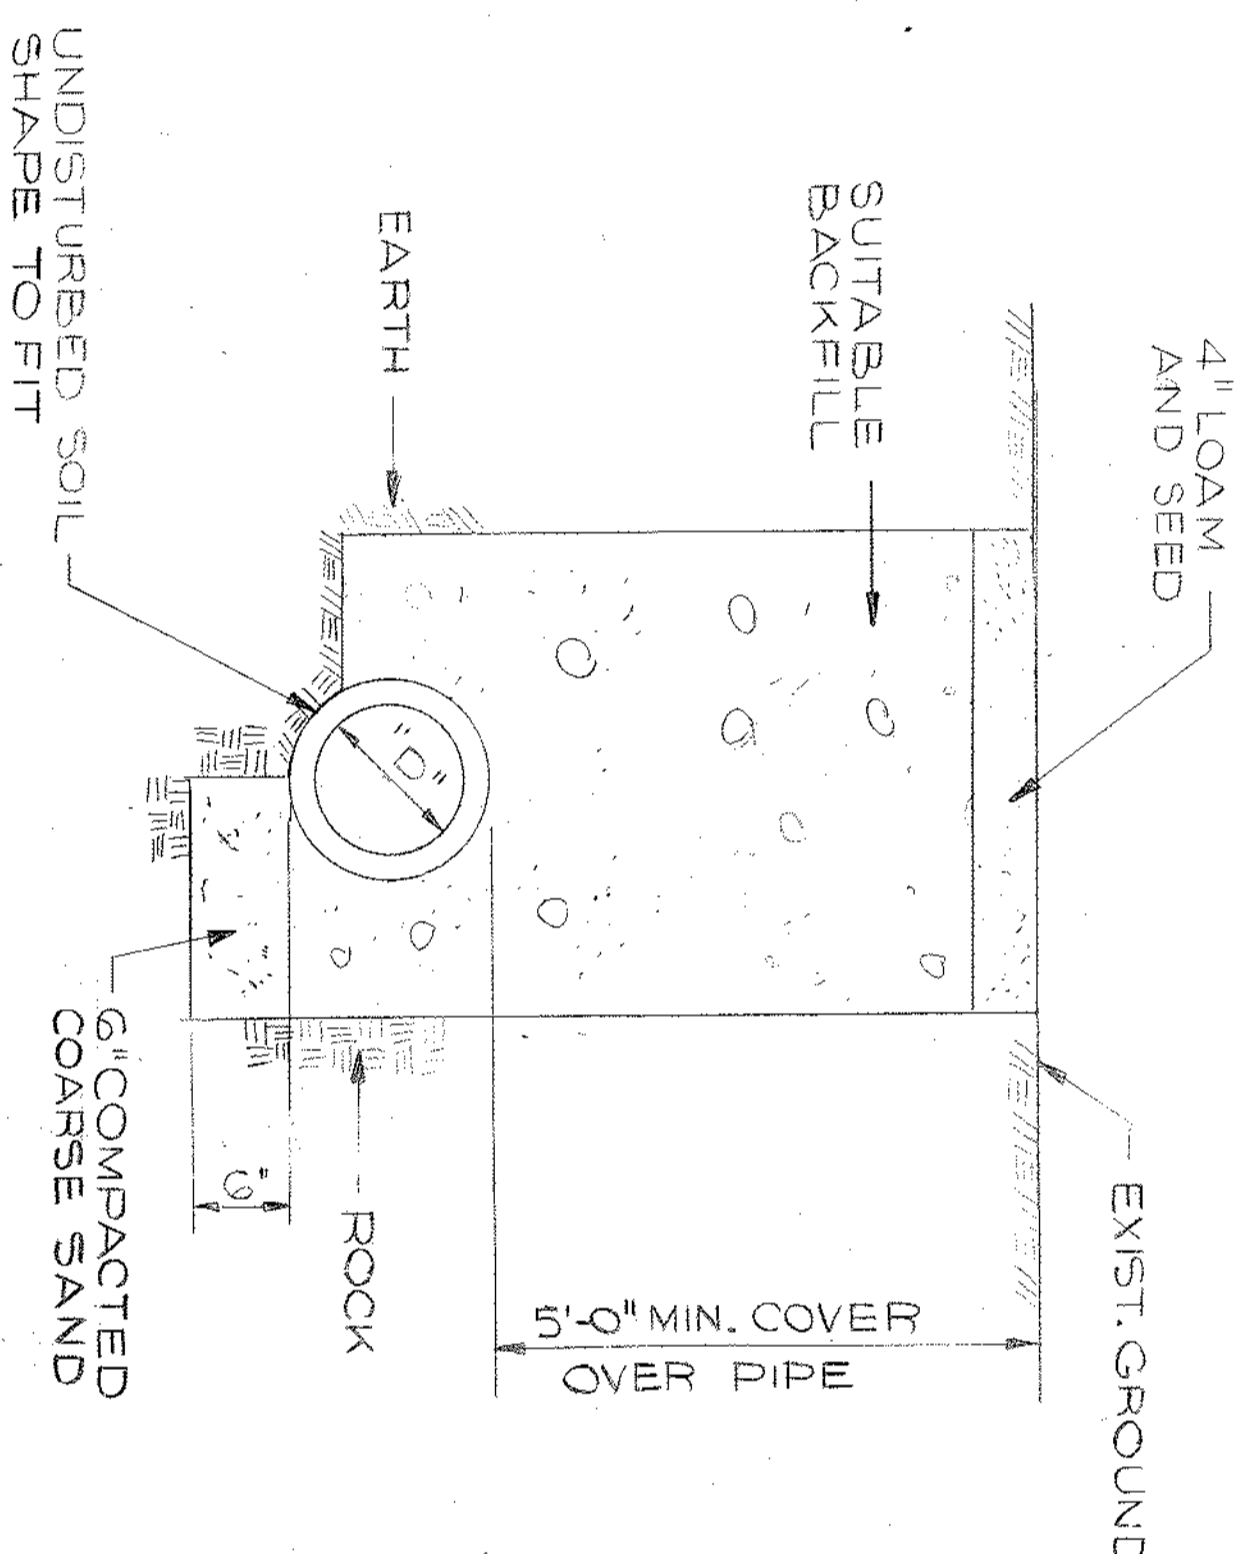 4" LOAM
AND SEED
EXIST. GROUND
SUITABLE
BACKFILL
5'-0" MIN. COVER
OVER PIPE
EARTH
"D"
ROCK
6"
UNDISTURBED SOIL
SHAPE TO FIT
6" COMPACTED
COARSE SAND